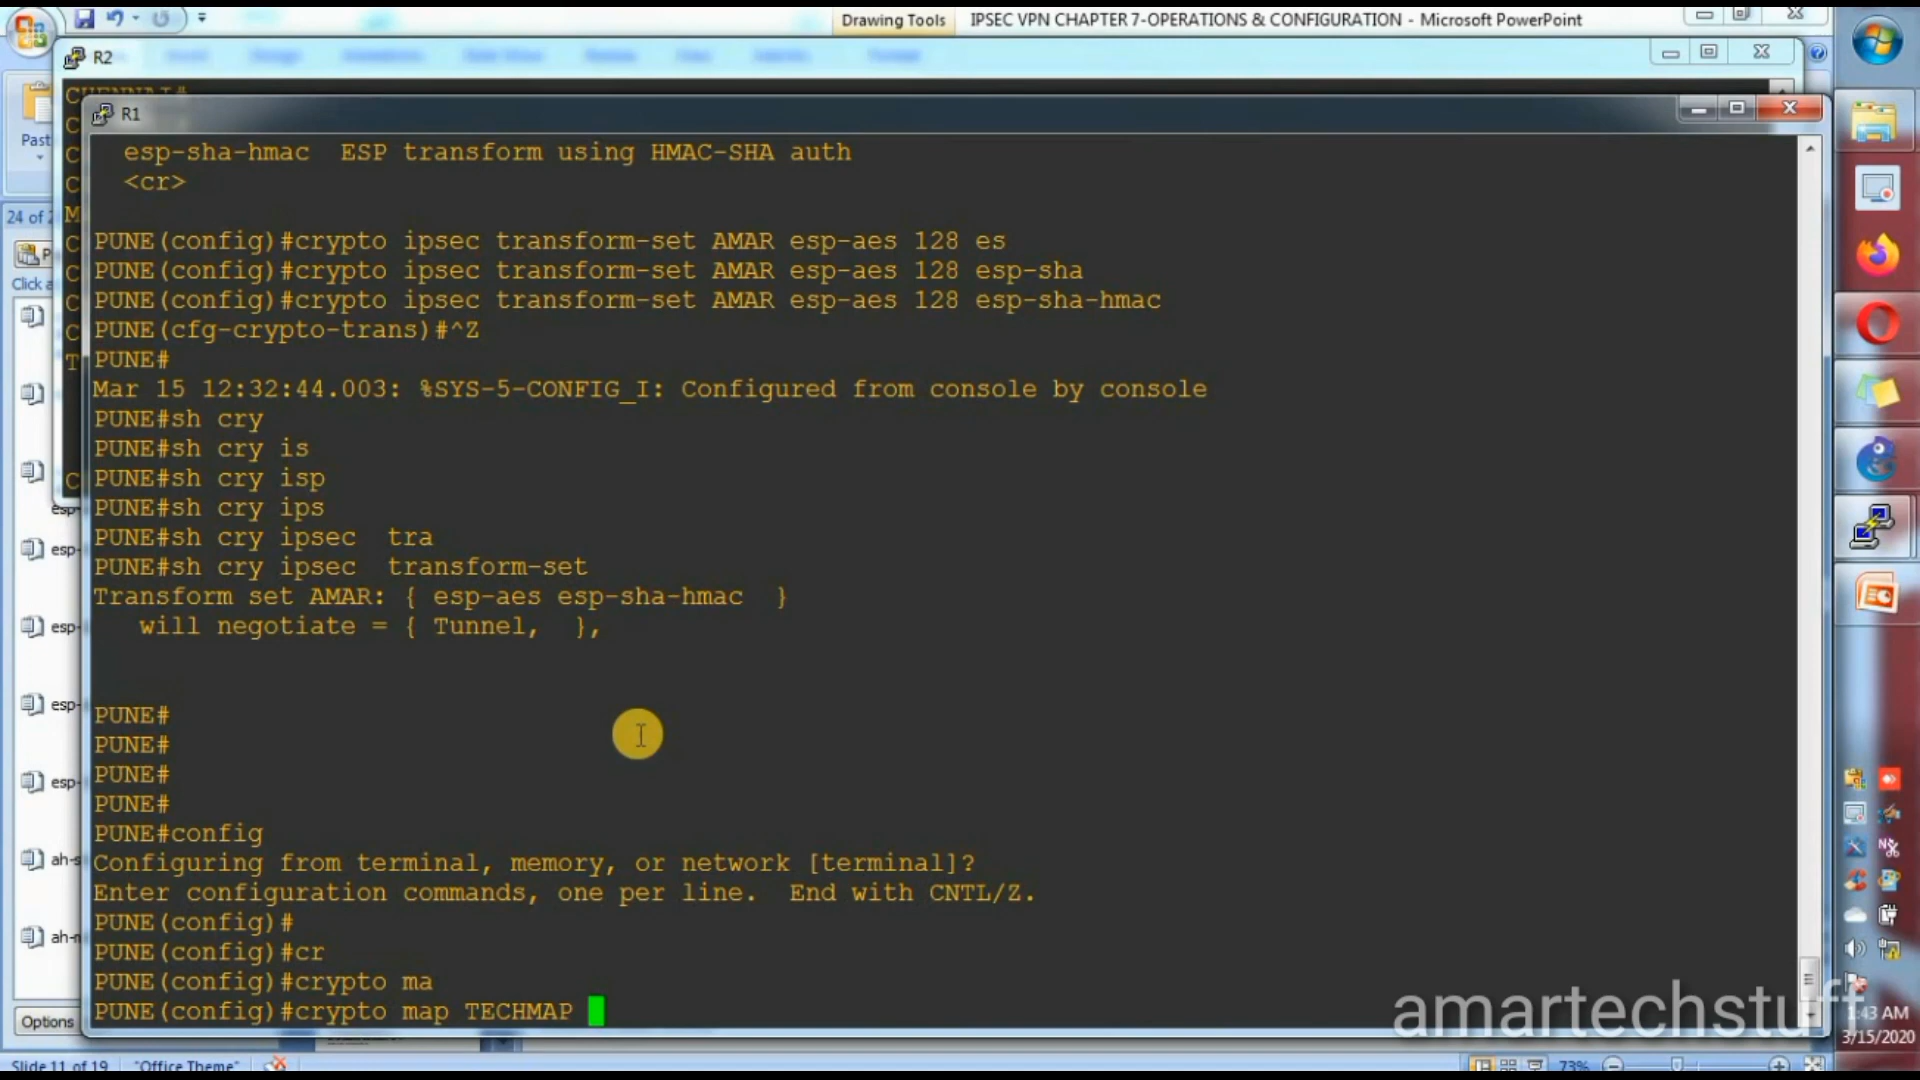 Drawing Tools
IPSEC VPN CHAPTER 7-OPERATIONS & CONFIGURATION - Microsoft PowerPoint
R2
CHENNAI#
R1
Past
24 of 2
Click a
esp-
esp-
esp-
esp-
esp-
ah-s
ah-m
Options
esp-sha-hmac  ESP transform using HMAC-SHA auth
<cr>
PUNE(config)#crypto ipsec transform-set AMAR esp-aes 128 es
PUNE(config)#crypto ipsec transform-set AMAR esp-aes 128 esp-sha
PUNE(config)#crypto ipsec transform-set AMAR esp-aes 128 esp-sha-hmac
PUNE(cfg-crypto-trans)#^Z
PUNE#
Mar 15 12:32:44.003: %SYS-5-CONFIG_I: Configured from console by console
PUNE#sh cry
PUNE#sh cry is
PUNE#sh cry isp
PUNE#sh cry ips
PUNE#sh cry ipsec  tra
PUNE#sh cry ipsec  transform-set
Transform set AMAR: { esp-aes esp-sha-hmac  }
will negotiate = { Tunnel,  },
PUNE#
PUNE#
PUNE#
PUNE#
PUNE#config
Configuring from terminal, memory, or network [terminal]?
Enter configuration commands, one per line.  End with CNTL/Z.
PUNE(config)#
PUNE(config)#cr
PUNE(config)#crypto ma
PUNE(config)#crypto map TECHMAP
amartechstuff
1:43 AM
3/15/2020
Slide 11 of 19
"Office Theme"
73%